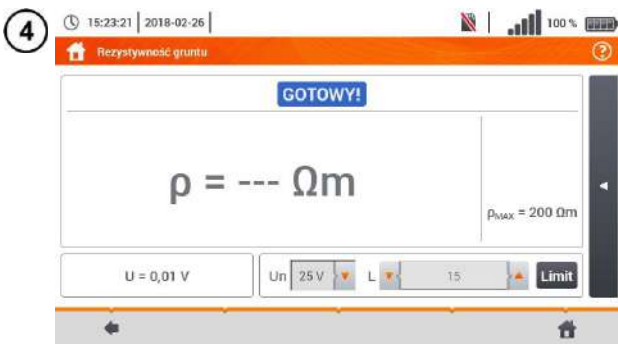 4
15:23:21 | 2018-02-26 | 100 %
Rezystywność gruntu ?
GOTOWY!
ρ = --- Ωm
ρMAX = 200 Ωm
U = 0,01 V Un 25 V L 15 Limit